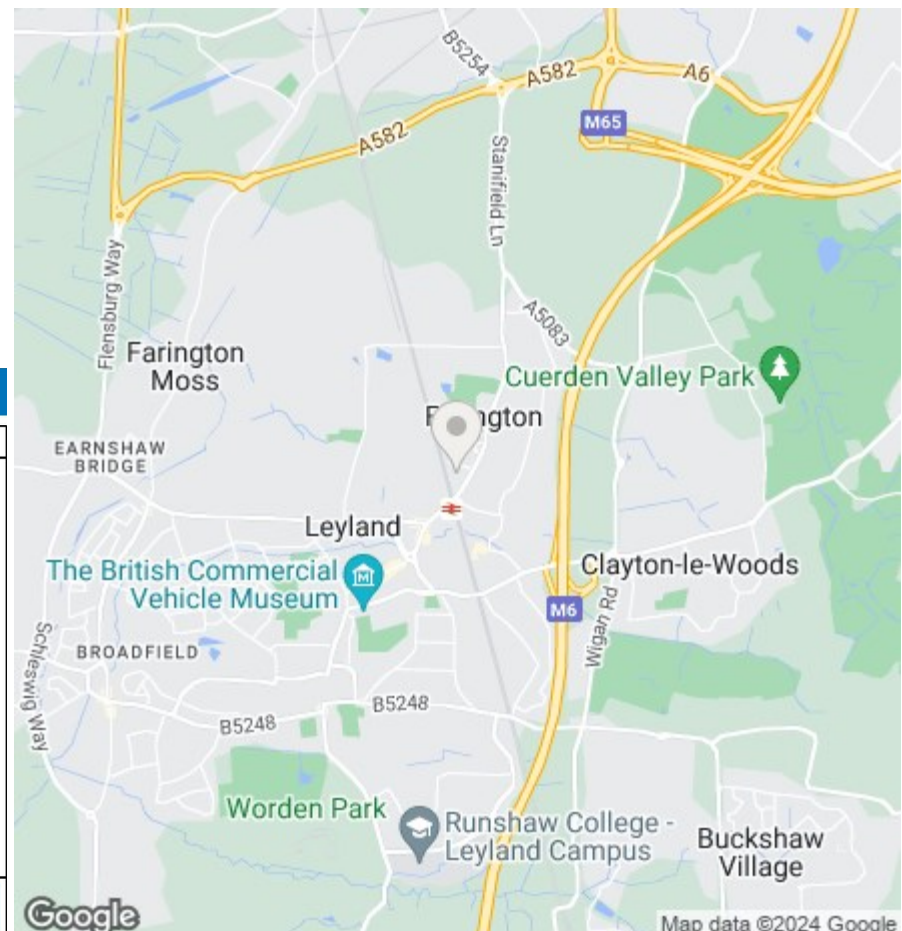 B5254
A582
A6
A582
M65
Stanifield Ln
Flensburg Way
A5083
Farington
Moss
Cuerden Valley Park
EARNSHAW
BRIDGE
Leyland
The British Commercial
Vehicle Museum
Clayton-le-Woods
M6
Wigan Rd
BROADFIELD
Schleswig Way
B5248
B5248
Worden Park
Runshaw College -
Leyland Campus
Buckshaw
Village
Google
Map data ©2024 Google